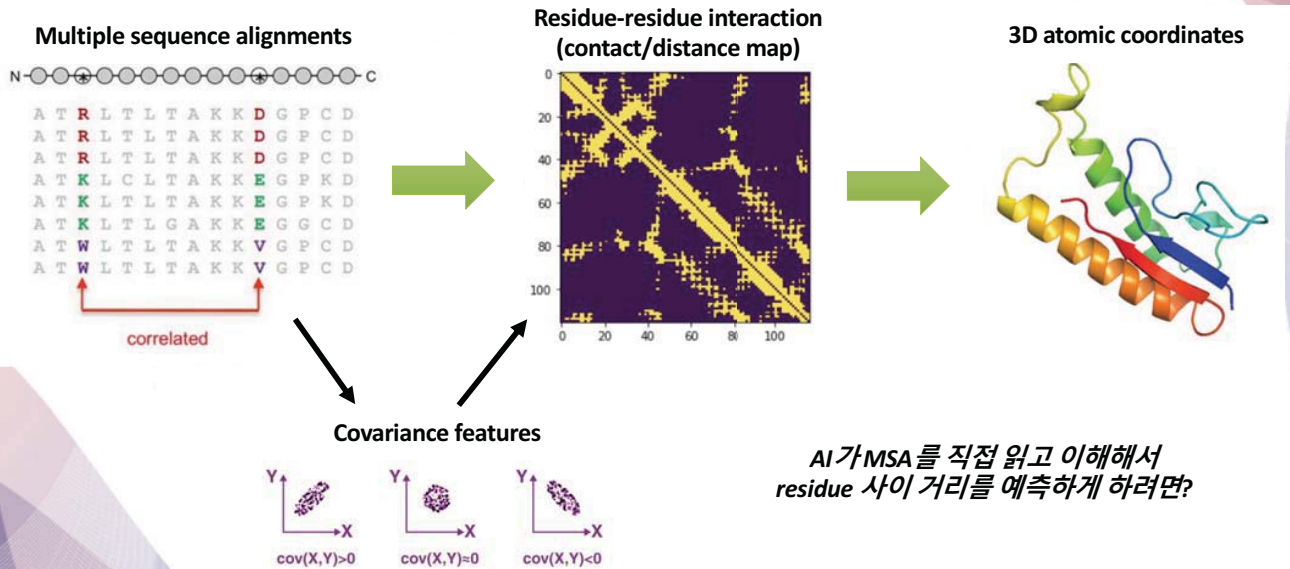 Multiple sequence alignments
N * * C
A T R L T L T A K K D G P C D
A T R L T L T A K K D G P C D
A T R L T L T A K K D G P C D
A T K L C L T A K K E G P K D
A T K L T L T A K K E G P K D
A T K L T L G A K K E G G C D
A T W L T L T A K K V G P C D
A T W L T L T A K K V G P C D
correlated
Residue-residue interaction
(contact/distance map)
0
20
40
60
80
100
0 20 40 60 80 100
3D atomic coordinates
Covariance features
Y X Y X Y X
cov(X,Y)>0 cov(X,Y)≈0 cov(X,Y)<0
AI가 MSA를 직접 읽고 이해해서
residue 사이 거리를 예측하게 하려면?